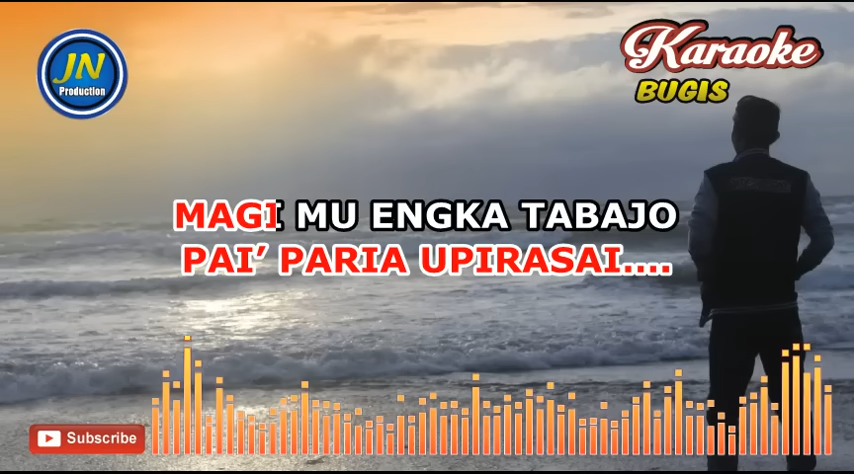 JN
Production
Karaoke
BUGIS
MAGI MU ENGKA TABAJO
PAI’ PARIA UPIRASAI....
Subscribe